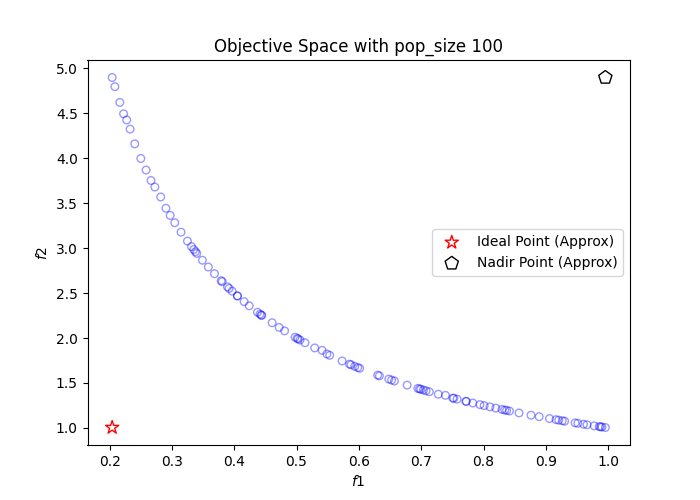 Objective Space with pop_size 100
5.0
4.5
4.0
3.5
3.0
2.5
2.0
1.5
1.0
f2
Ideal Point (Approx)
Nadir Point (Approx)
0.2 0.3 0.4 0.5 0.6 0.7 0.8 0.9 1.0
f1